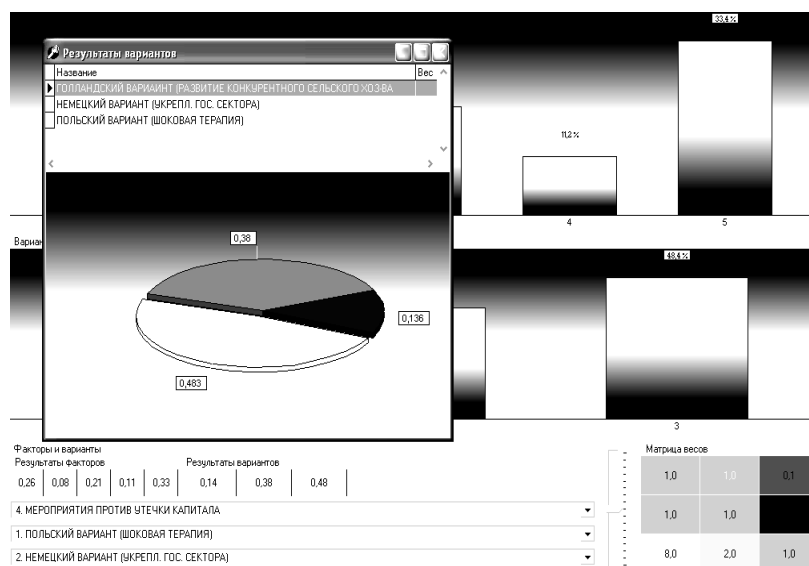 33,4 %
Результаты вариантов
Название Вес
ГОЛЛАНДСКИЙ ВАРИАИНТ (РАЗВИТИЕ КОНКУРЕНТНОГО СЕЛЬСКОГО ХОЗ-ВА
НЕМЕЦКИЙ ВАРИАНТ (УКРЕПЛ. ГОС. СЕКТОРА)
ПОЛЬСКИЙ ВАРИАНТ (ШОКОВАЯ ТЕРАПИЯ)
11,2 %
4 5
Вариан
0,38
48,4 %
0,136
0,483
3
Факторы и варианты
Матрица весов
Результаты факторов Результаты вариантов
0,26 0,08 0,21 0,11 0,33 0,14 0,38 0,48
1,0 1,0 0,1
4. МЕРОПРИЯТИЯ ПРОТИВ УТЕЧКИ КАПИТАЛА
1. ПОЛЬСКИЙ ВАРИАНТ (ШОКОВАЯ ТЕРАПИЯ)
1,0 1,0
2. НЕМЕЦКИЙ ВАРИАНТ (УКРЕПЛ. ГОС. СЕКТОРА)
8,0 2,0 1,0